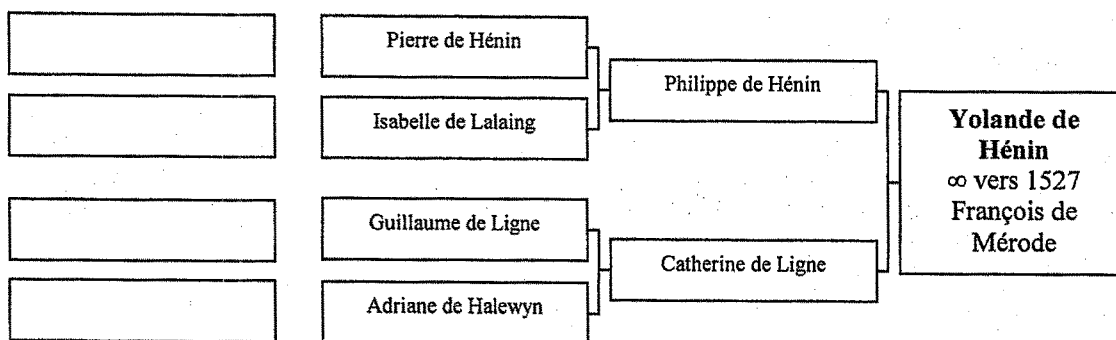 Pierre de Hénin
Isabelle de Lalaing
Guillaume de Ligne
Adriane de Halewyn
Philippe de Hénin
Catherine de Ligne
Yolande de
Hénin
∞ vers 1527
François de
Mérode